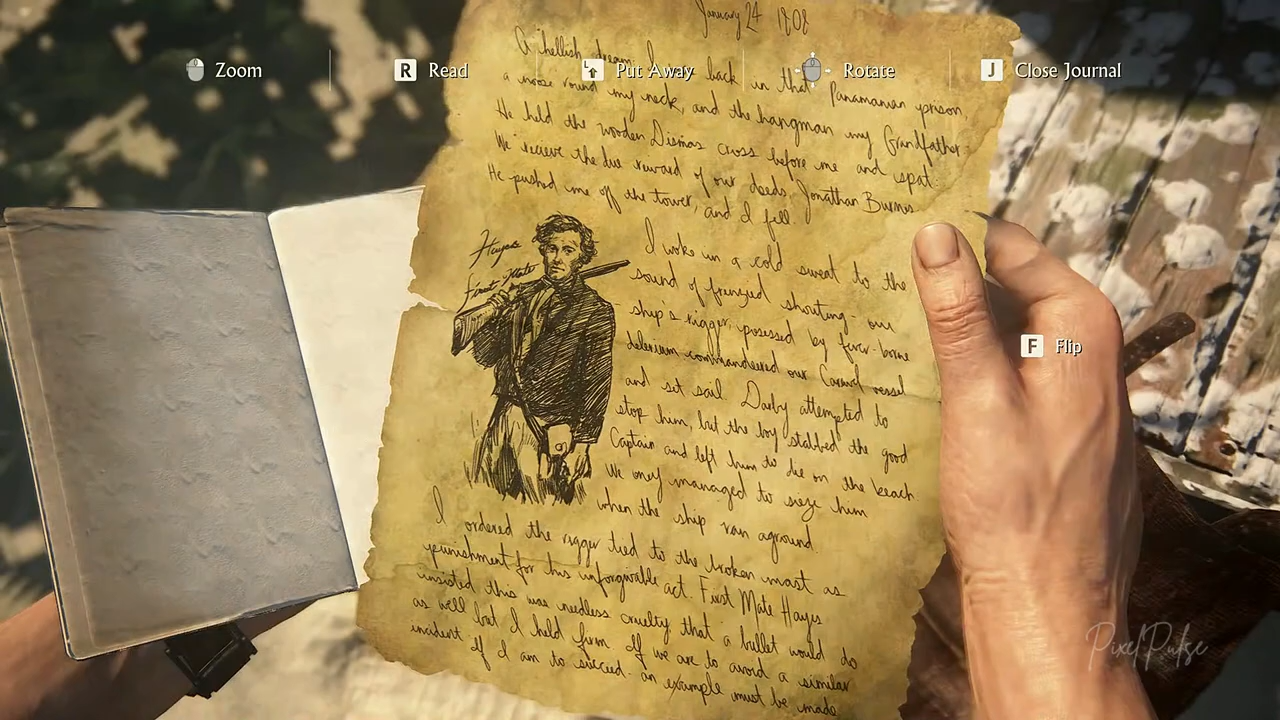 January 24 1808
Zoom
R Read
Put Away
Rotate
J Close Journal
A hellish dream. I back in that Panamanian prison,
a noose round my neck, and the hangman my Grandfather.
He held the wooden Dismas cross before me and spat
We recieve the due reward of our deeds, Jonathan Burnes
He pushed me off the tower, and I fell
Hayes
First Mate
I woke in a cold sweat to the
sound of frenzied shouting - our
ship's rigger, posessed by fever-borne
delerium commandeered our Caravel vessel
and set sail. Darby attempted to
stop him, but the boy stabbed the good
Captain and left him to die on the beach.
We only managed to siege him
when the ship ran aground.
I ordered the rigger tied to the broken mast as
punishment for this unforgivable act. First Mate Hayes
insisted this was needless cruelty that a bullet would do
as well but I held firm. If we are to avoid a similar
incident If I am to succeed - an example must be made
F Flip
PixelPulse